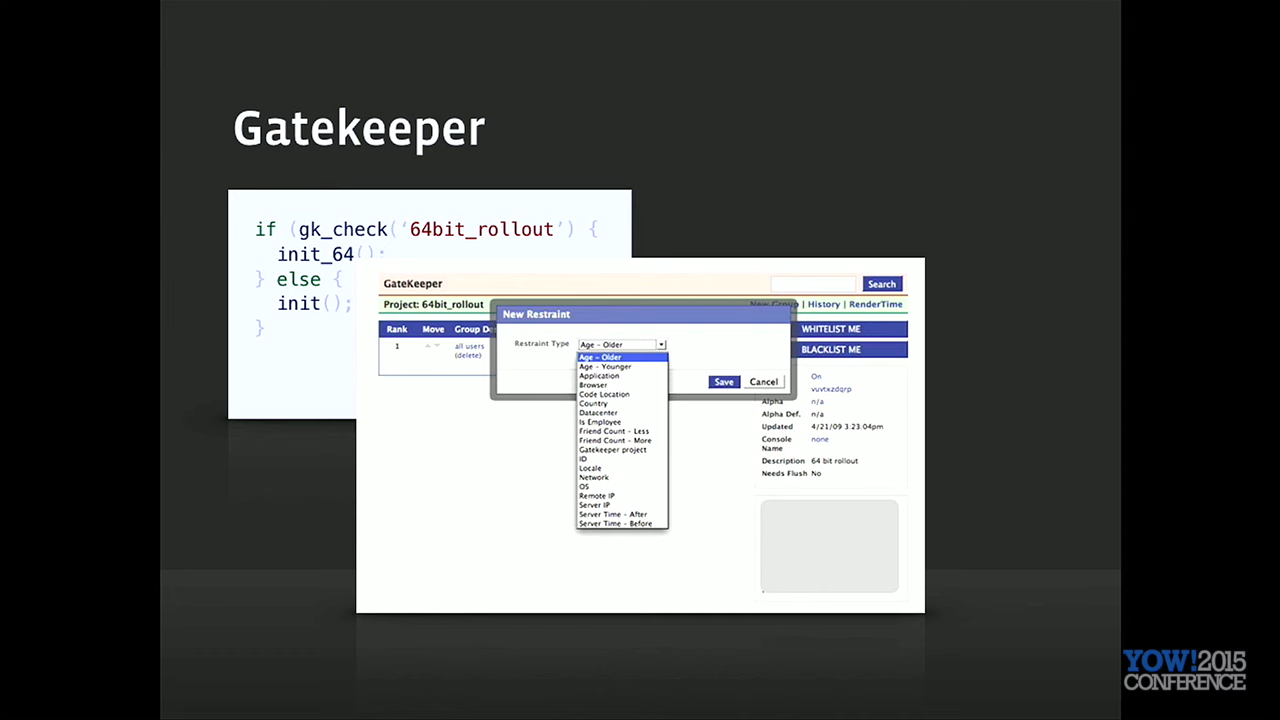 Gatekeeper
if (gk_check(‘64bit_rollout’) {
init_64();
} else {
init();
}
GateKeeper
Search
Project: 64bit_rollout
New Group | History | RenderTime
Rank Move Group De
1 all users
(delete)
New Restraint
Restraint Type Age – Older
Age – Older
Age – Younger
Application
Browser
Code Location
Country
Datacenter
Is Employee
Friend Count – Less
Friend Count – More
Gatekeeper project
ID
Locale
Network
OS
Remote IP
Server IP
Server Time – After
Server Time – Before
Save Cancel
WHITELIST ME
BLACKLIST ME
On
vuvtxzdqrp
Alpha n/a
Alpha Def. n/a
Updated 4/21/09 3:23:04pm
Console none
Name
Description 64 bit rollout
Needs Flush No
YOW! 2015
CONFERENCE